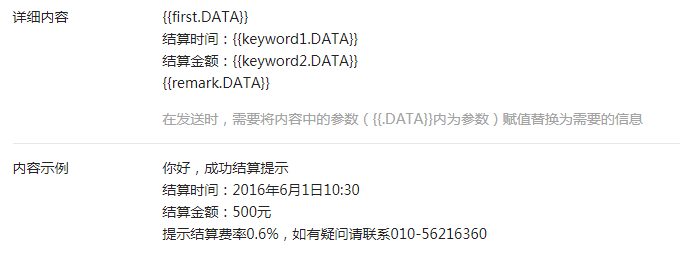 详细内容
{{first.DATA}}
结算时间：{{keyword1.DATA}}
结算金额：{{keyword2.DATA}}
{{remark.DATA}}
在发送时，需要将内容中的参数（{{.DATA}}内为参数）赋值替换为需要的信息
内容示例
你好，成功结算提示
结算时间：2016年6月1日10:30
结算金额：500元
提示结算费率0.6%，如有疑问请联系010-56216360